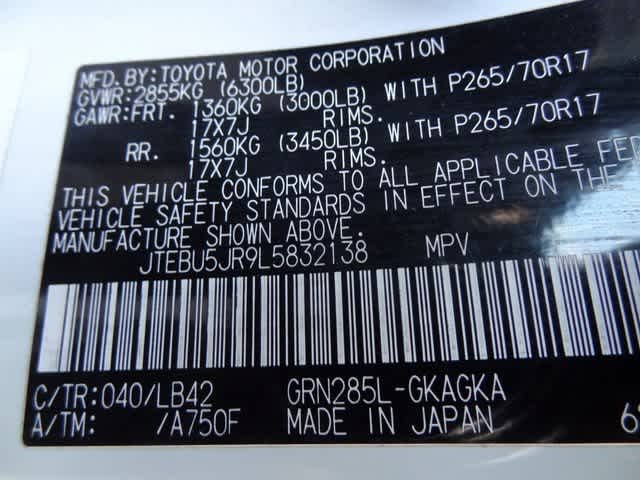 MFD.BY:TOYOTA MOTOR CORPORATION
GVWR:2855KG (6300LB)
GAWR:FRT. 1360KG (3000LB) WITH P265/70R17
17X7J RIMS.
RR. 1560KG (3450LB) WITH P265/70R17
17X7J RIMS.
THIS VEHICLE CONFORMS TO ALL APPLICABLE FED
VEHICLE SAFETY STANDARDS IN EFFECT ON THE
MANUFACTURE SHOWN ABOVE.
JTEBU5JR9L5832138 MPV
C/TR:040/LB42 GRN285L-GKAGKA
A/TM: /A750F MADE IN JAPAN